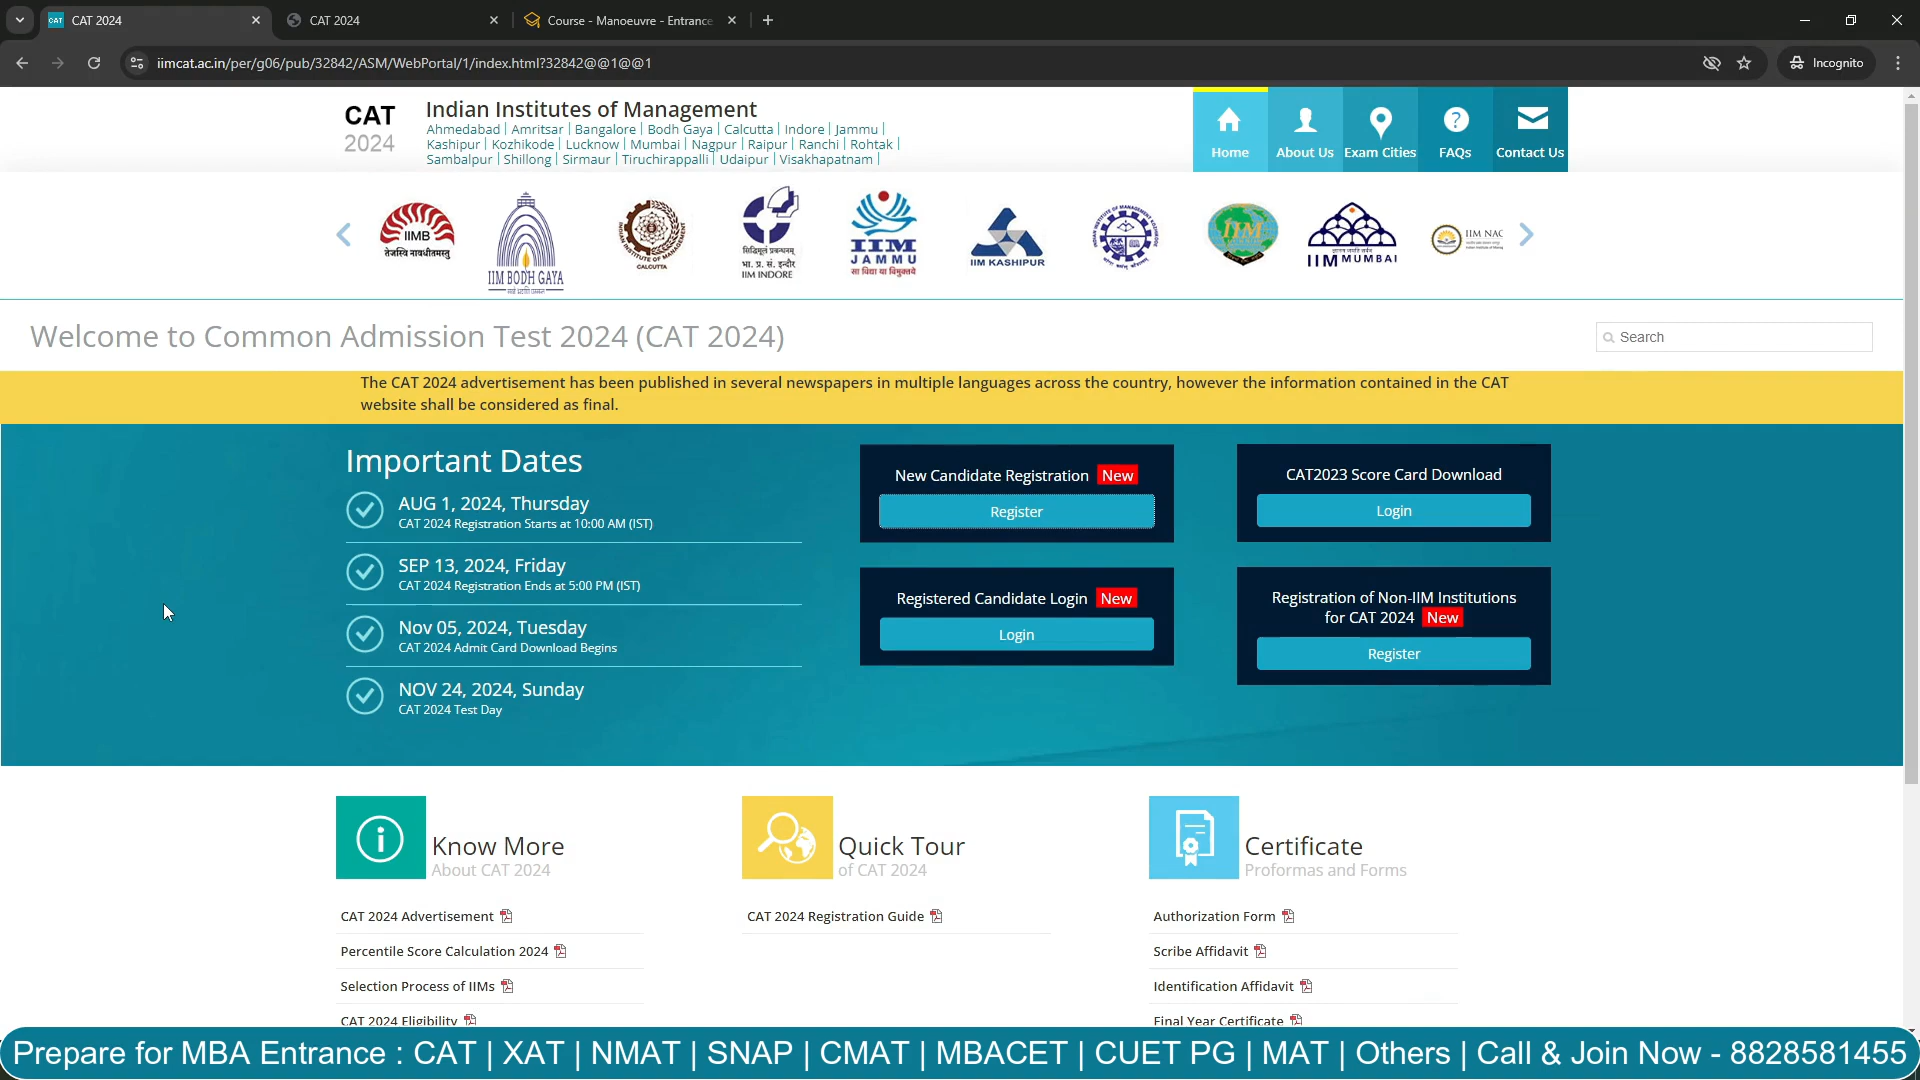 CAT 2024
CAT 2024
Course - Manoeuvre - Entrance
iimcat.ac.in/per/g06/pub/32842/ASM/WebPortal/1/index.html?32842@@1@@1
Incognito
CAT
2024
Indian Institutes of Management
Ahmedabad | Amritsar | Bangalore | Bodh Gaya | Calcutta | Indore | Jammu |
Kashipur | Kozhikode | Lucknow | Mumbai | Nagpur | Raipur | Ranchi | Rohtak |
Sambalpur | Shillong | Sirmaur | Tiruchirappalli | Udaipur | Visakhapatnam |
Home
About Us
Exam Cities
FAQs
Contact Us
IIMB
तेजस्वि नावधीतमस्तु
IIM BODH GAYA
CALCUTTA
सिद्धिमूलं प्रबन्धनम्
भा. प्र. सं. इन्दौर
IIM INDORE
IIM
JAMMU
सा विद्या या विमुक्तये
IIM KASHIPUR
IIM
IIM MUMBAI
IIM NAG
Welcome to Common Admission Test 2024 (CAT 2024)
Search
The CAT 2024 advertisement has been published in several newspapers in multiple languages across the country, however the information contained in the CAT
website shall be considered as final.
Important Dates
AUG 1, 2024, Thursday
CAT 2024 Registration Starts at 10:00 AM (IST)
SEP 13, 2024, Friday
CAT 2024 Registration Ends at 5:00 PM (IST)
Nov 05, 2024, Tuesday
CAT 2024 Admit Card Download Begins
NOV 24, 2024, Sunday
CAT 2024 Test Day
New Candidate Registration New
Register
Registered Candidate Login New
Login
CAT2023 Score Card Download
Login
Registration of Non-IIM Institutions
for CAT 2024 New
Register
Know More
About CAT 2024
CAT 2024 Advertisement
Percentile Score Calculation 2024
Selection Process of IIMs
CAT 2024 Eligibility
Quick Tour
of CAT 2024
CAT 2024 Registration Guide
Certificate
Proformas and Forms
Authorization Form
Scribe Affidavit
Identification Affidavit
Final Year Certificate
Prepare for MBA Entrance : CAT | XAT | NMAT | SNAP | CMAT | MBACET | CUET PG | MAT | Others | Call & Join Now - 8828581455